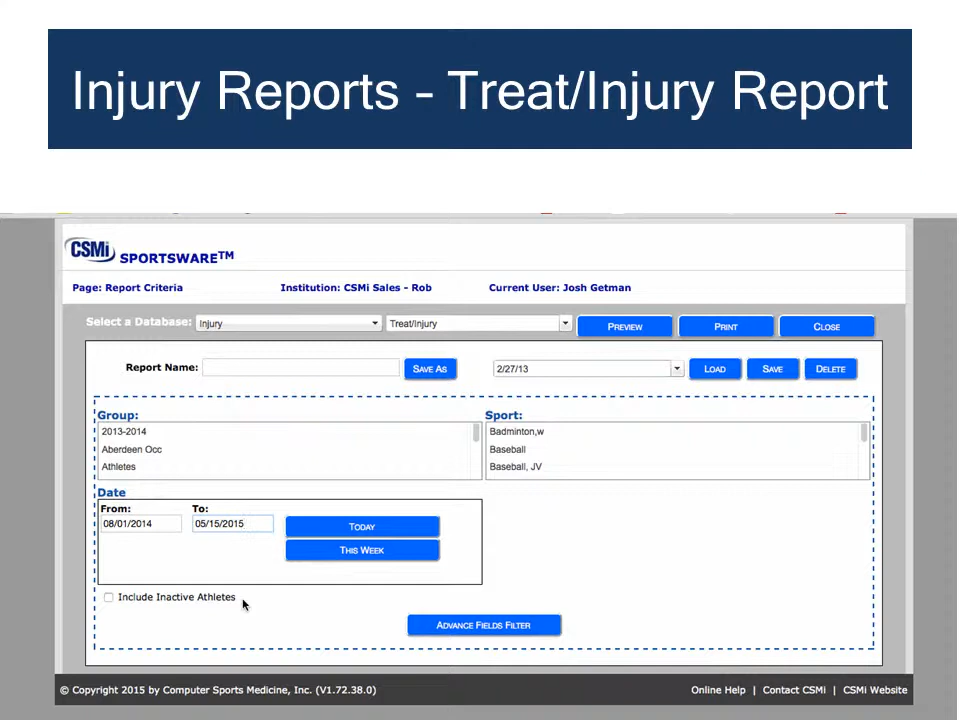 Injury Reports – Treat/Injury Report
CSMi SPORTSWARE™
Page: Report Criteria Institution: CSMi Sales - Rob Current User: Josh Getman
Select a Database: Injury Treat/Injury PREVIEW PRINT CLOSE
Report Name: SAVE AS 2/27/13 LOAD SAVE DELETE
Group: Sport:
2013-2014 Badminton,w
Aberdeen Occ Baseball
Athletes Baseball, JV
Date
From: To:
08/01/2014 05/15/2015 TODAY
THIS WEEK
Include Inactive Athletes
ADVANCE FIELDS FILTER
© Copyright 2015 by Computer Sports Medicine, Inc. (V1.72.38.0) Online Help | Contact CSMi | CSMi Website